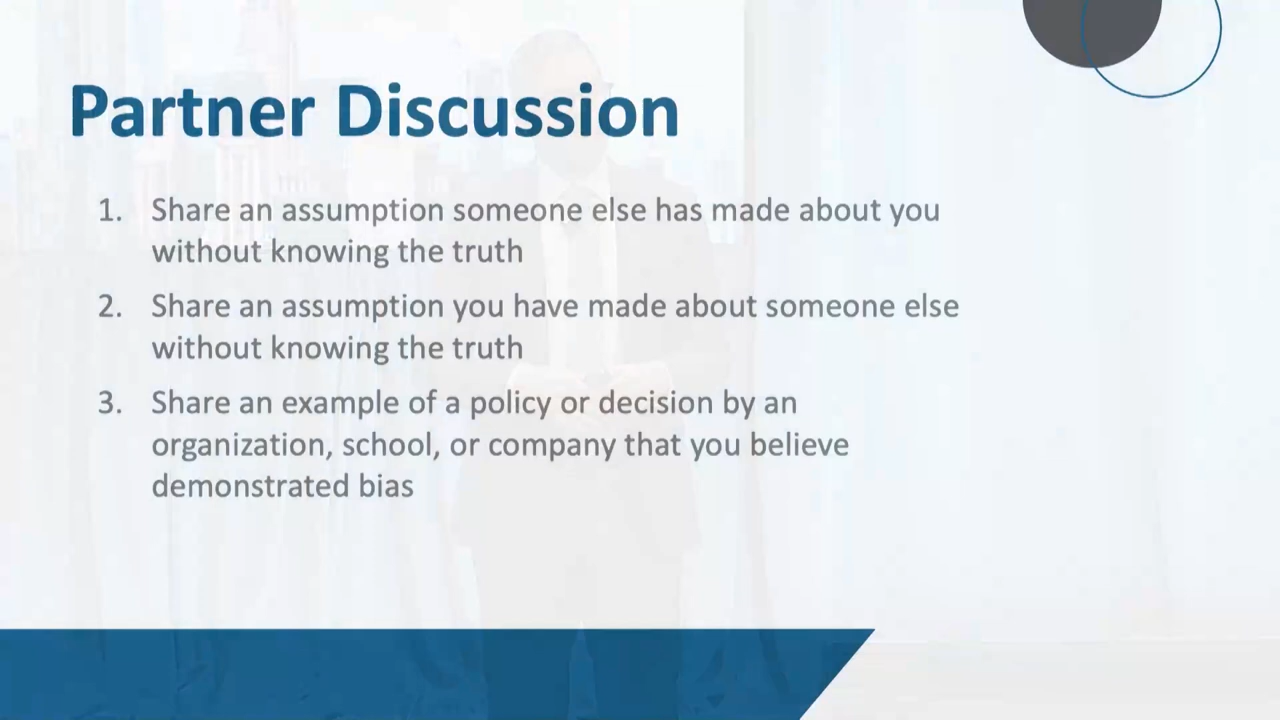 Partner Discussion
1. Share an assumption someone else has made about you
without knowing the truth
2. Share an assumption you have made about someone else
without knowing the truth
3. Share an example of a policy or decision by an
organization, school, or company that you believe
demonstrated bias